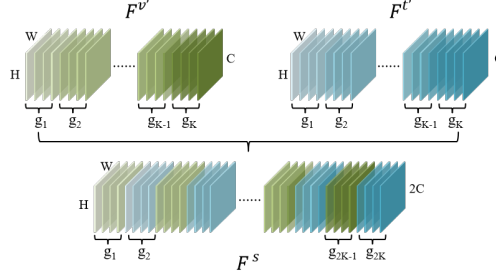 F^v' F^t'
W W
H C H C
g1 g2 ...... gK-1 gK g1 g2 ...... gK-1 gK
W
H ...... 2C
g1 g2 g2K-1 g2K
F^s